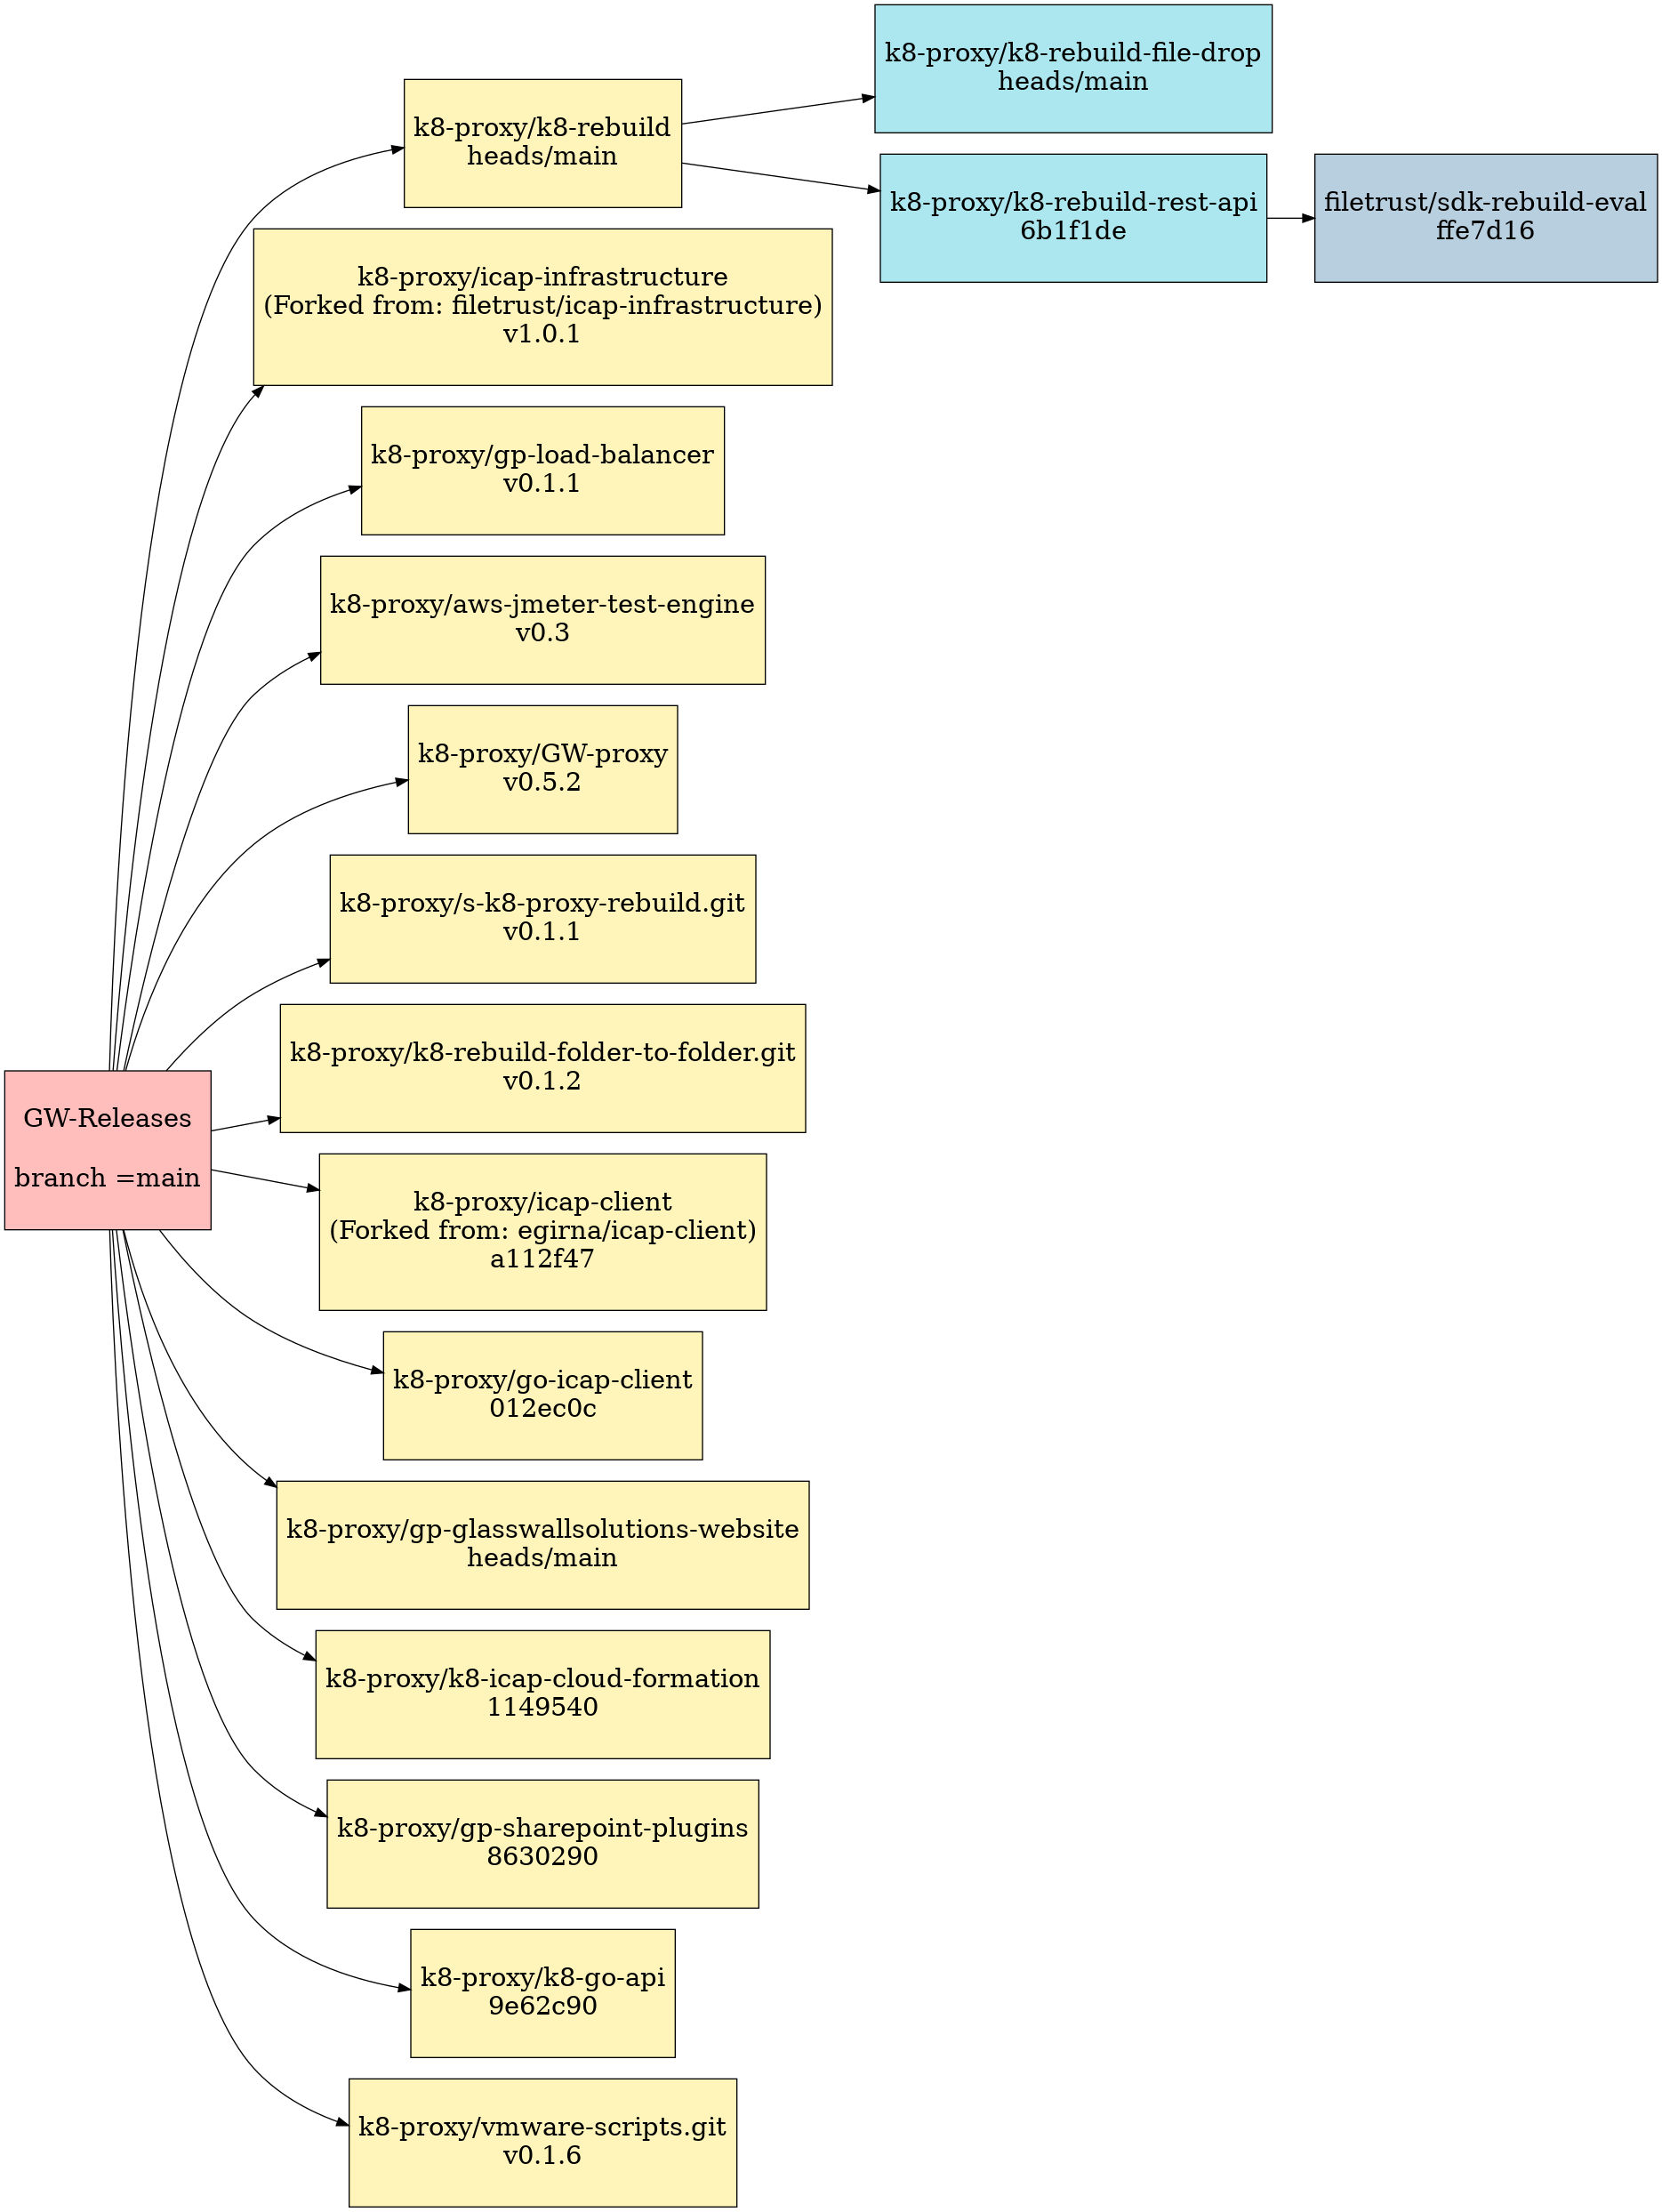 k8-proxy/k8-rebuild-file-drop
heads/main
k8-proxy/k8-rebuild
heads/main
k8-proxy/k8-rebuild-rest-api
6b1f1de
filetrust/sdk-rebuild-eval
ffe7d16
k8-proxy/icap-infrastructure
(Forked from: filetrust/icap-infrastructure)
v1.0.1
k8-proxy/gp-load-balancer
v0.1.1
k8-proxy/aws-jmeter-test-engine
v0.3
k8-proxy/GW-proxy
v0.5.2
k8-proxy/s-k8-proxy-rebuild.git
v0.1.1
k8-proxy/k8-rebuild-folder-to-folder.git
v0.1.2
GW-Releases
branch =main
k8-proxy/icap-client
(Forked from: egirna/icap-client)
a112f47
k8-proxy/go-icap-client
012ec0c
k8-proxy/gp-glasswallsolutions-website
heads/main
k8-proxy/k8-icap-cloud-formation
1149540
k8-proxy/gp-sharepoint-plugins
8630290
k8-proxy/k8-go-api
9e62c90
k8-proxy/vmware-scripts.git
v0.1.6